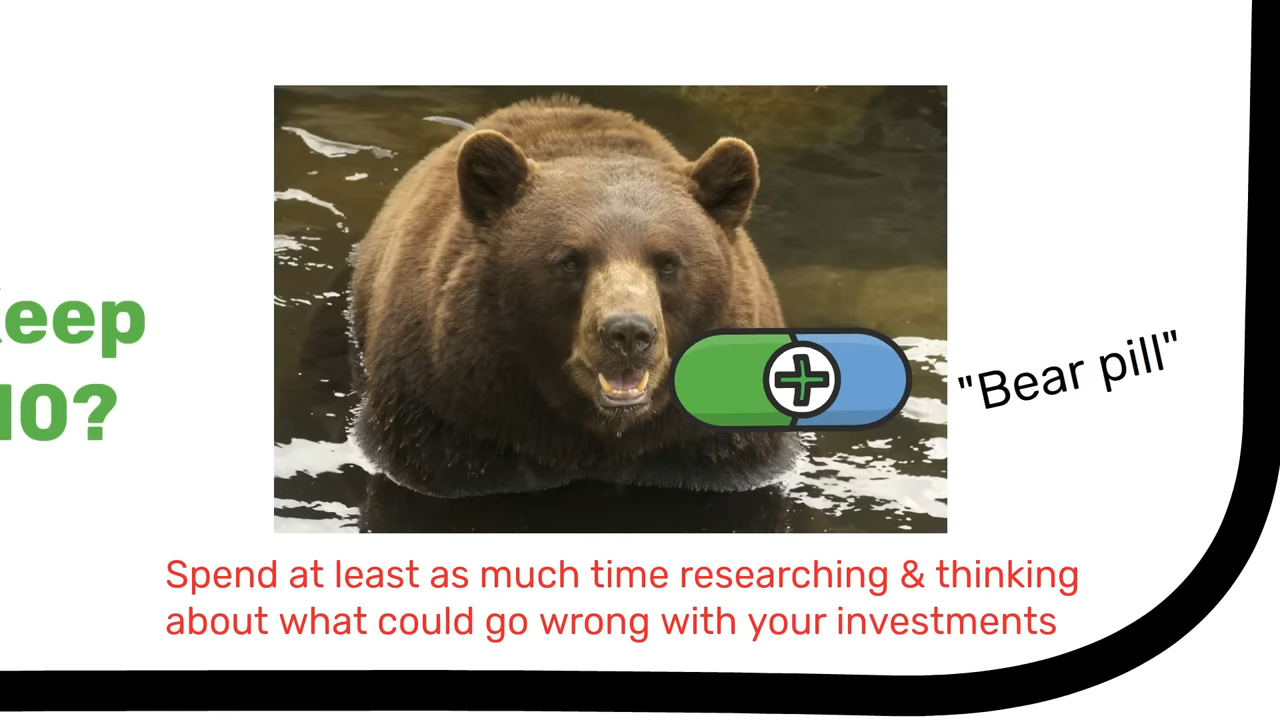 eep
10?
"Bear pill"
Spend at least as much time researching & thinking
about what could go wrong with your investments